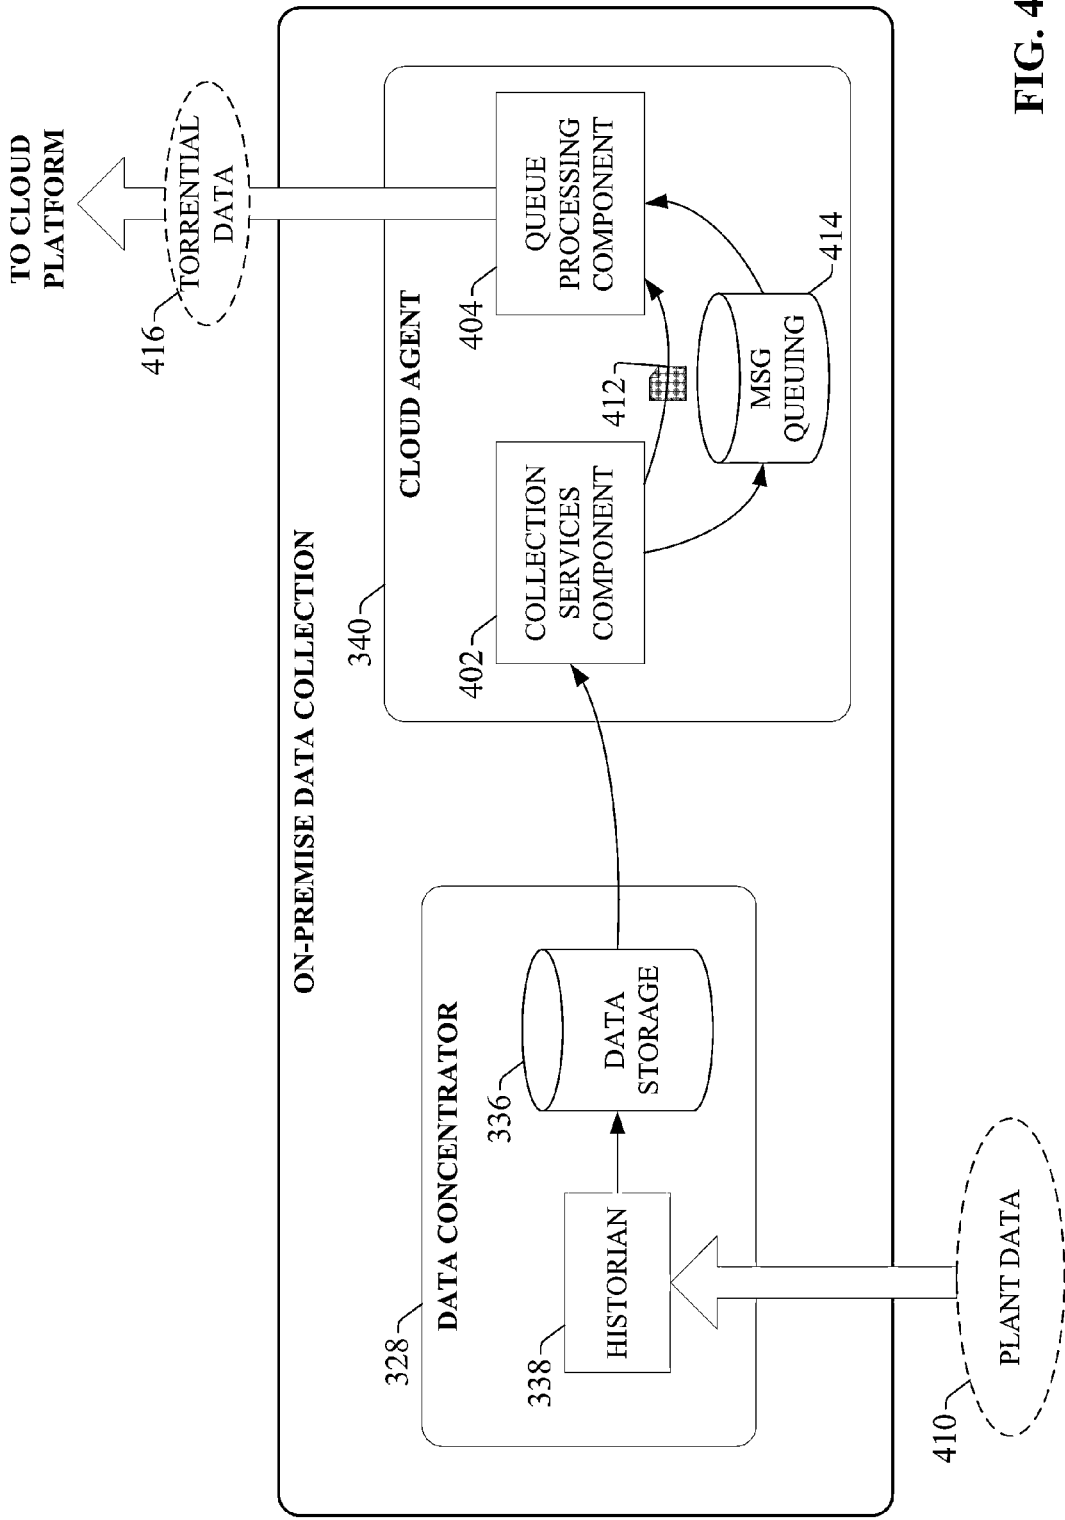 TO CLOUD
PLATFORM
TORRENTIAL
DATA
416
ON-PREMISE DATA COLLECTION
340
CLOUD AGENT
402
COLLECTION
SERVICES
COMPONENT
404
QUEUE
PROCESSING
COMPONENT
412
MSG
QUEUING
414
328
DATA CONCENTRATOR
336
DATA
STORAGE
338
HISTORIAN
410
PLANT DATA
FIG. 4